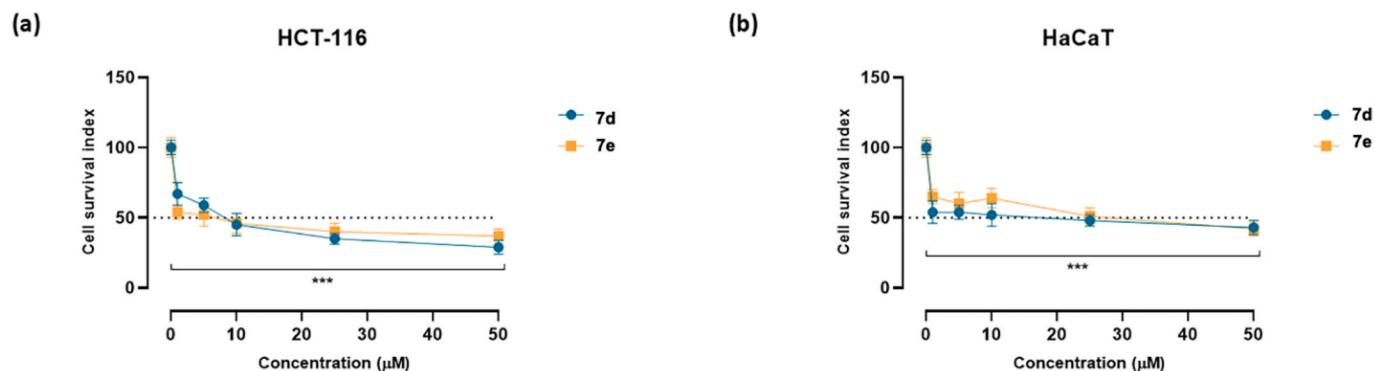 (a)
HCT-116
Cell survival index
150
100
50
0
***
0 10 20 30 40 50
Concentration (μM)
7d
7e
(b)
HaCaT
Cell survival index
150
100
50
0
***
0 10 20 30 40 50
Concentration (μM)
7d
7e